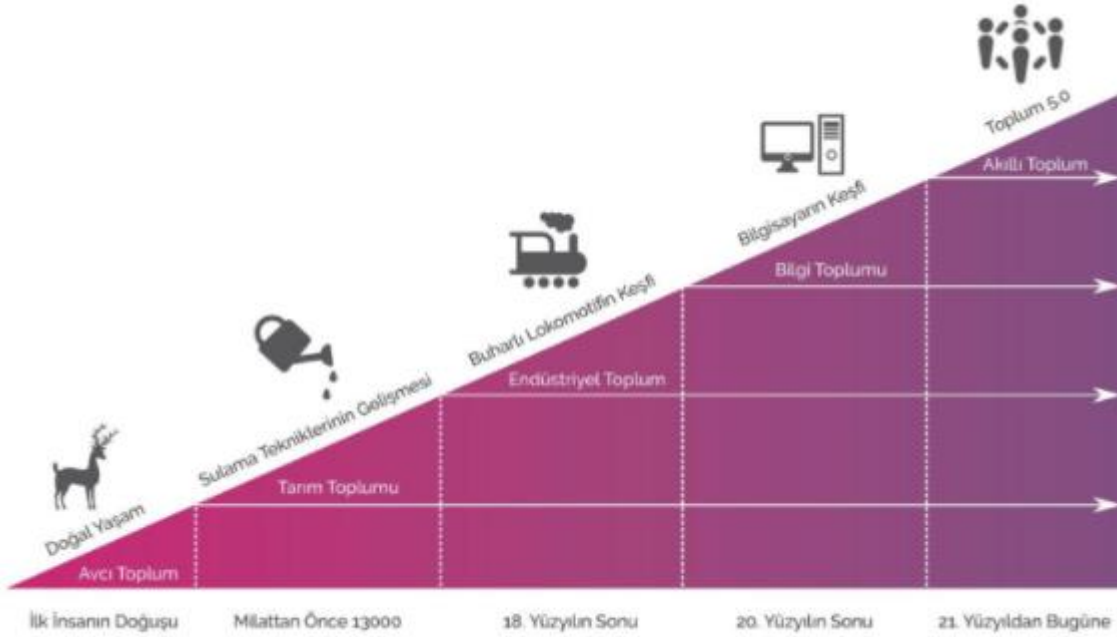 Toplum 5.0
Akıllı Toplum
Bilgisayarın Keşfi
Bilgi Toplumu
Buharlı Lokomotifin Keşfi
Endüstriyel Toplum
Sulama Tekniklerinin Gelişmesi
Tarım Toplumu
Doğal Yaşam
Avcı Toplum
İlk İnsanın Doğuşu
Milattan Önce 13000
18. Yüzyılın Sonu
20. Yüzyılın Sonu
21. Yüzyıldan Bugüne